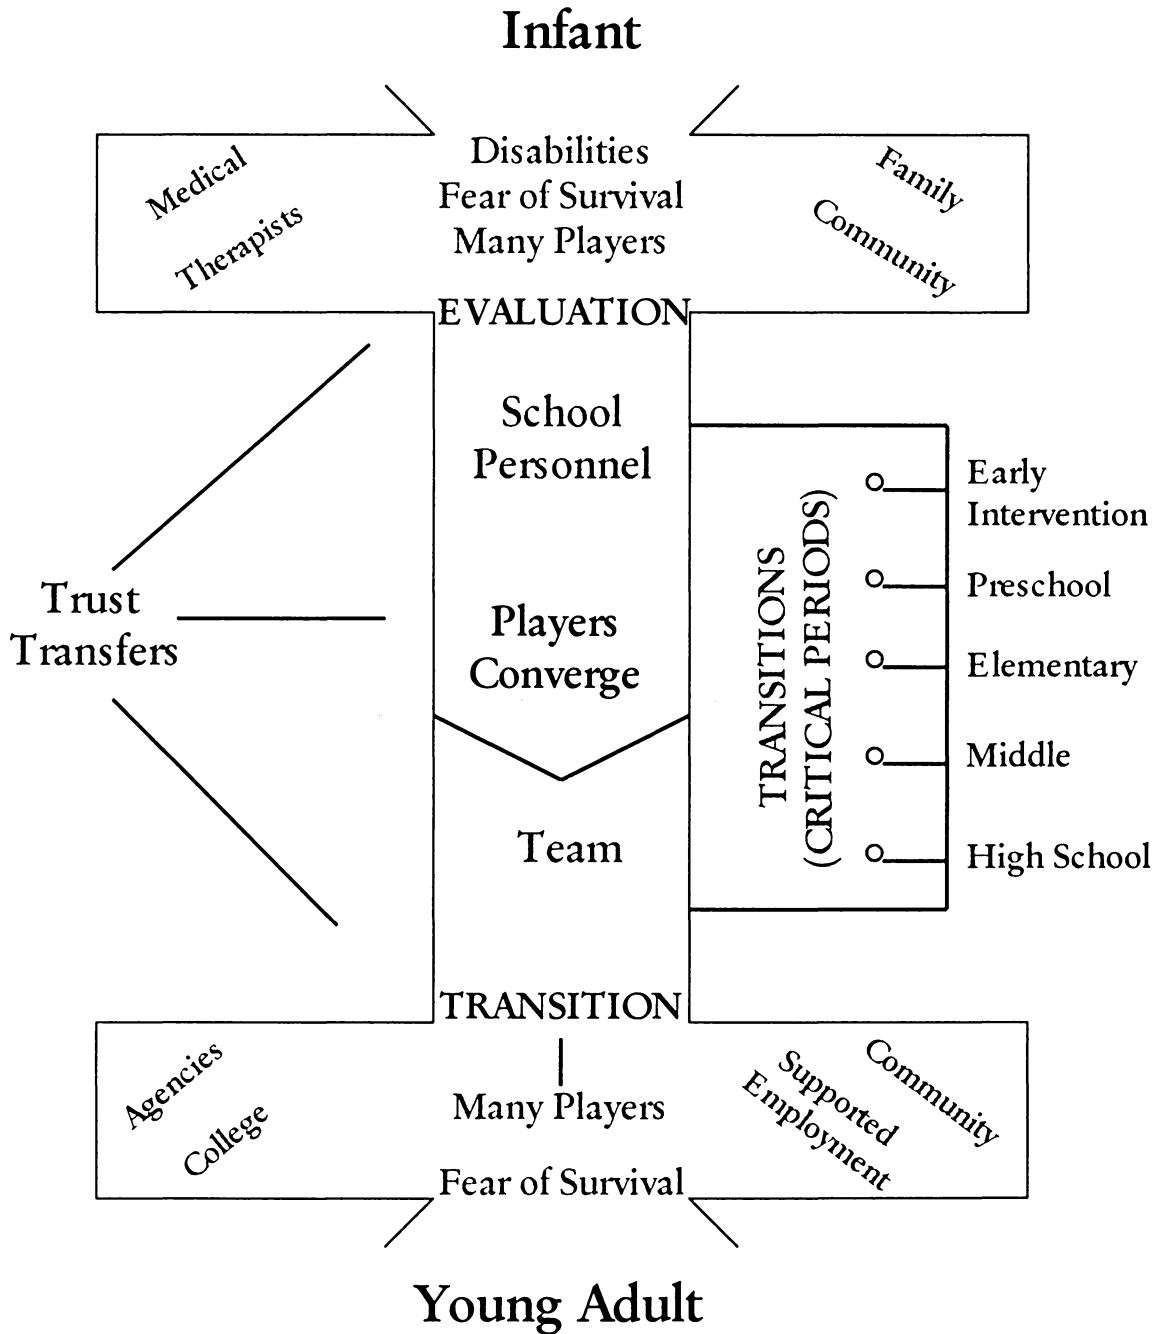 Infant
Disabilities
Fear of Survival
Many Players
Medical
Therapists
Family
Community
EVALUATION
School
Personnel
Trust
Transfers
Players
Converge
Team
TRANSITIONS
(CRITICAL PERIODS)
Early
Intervention
Preschool
Elementary
Middle
High School
TRANSITION
Agencies
College
Many Players
Supported
Employment
Community
Fear of Survival
Young Adult